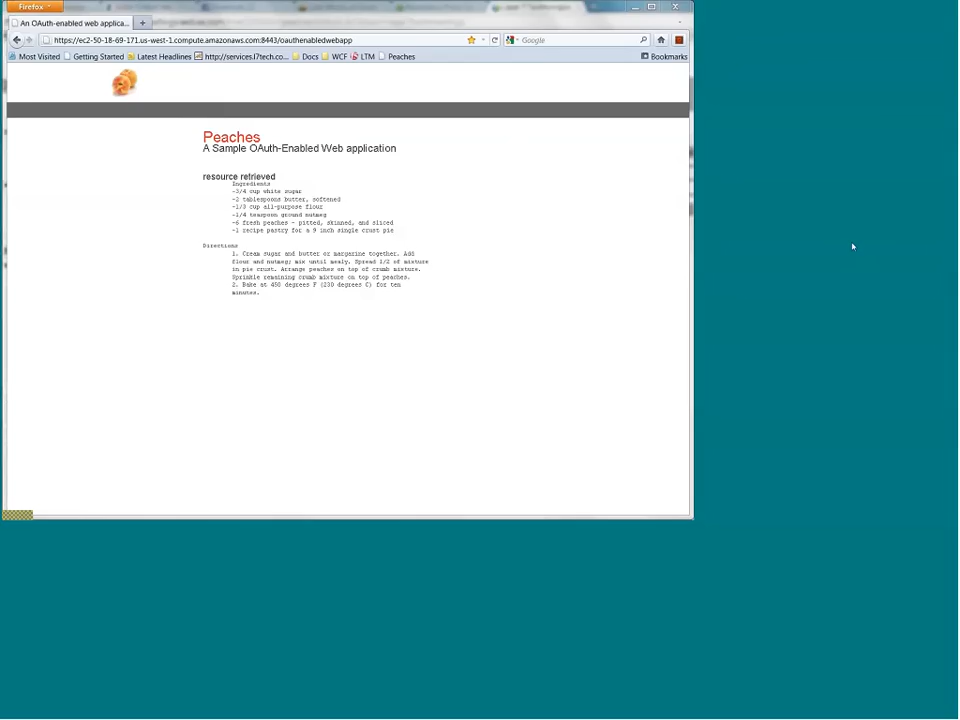 Firefox
An OAuth-enabled web applica...
https://ec2-50-18-69-171.us-west-1.compute.amazonaws.com:8443/oauthenabledwebapp
Google
Most Visited Getting Started Latest Headlines http://services.l7tech.co... Docs WCF LTM Peaches Bookmarks
Peaches
A Sample OAuth-Enabled Web application
resource retrieved
Ingredients
-3/4 cup white sugar
-2 tablespoons butter, softened
-1/3 cup all-purpose flour
-1/4 teaspoon ground nutmeg
-6 fresh peaches - pitted, skinned, and sliced
-1 recipe pastry for a 9 inch single crust pie
Directions
1. Cream sugar and butter or margarine together. Add
flour and nutmeg; mix until mealy. Spread 1/2 of mixture
in pie crust. Arrange peaches on top of crumb mixture.
Sprinkle remaining crumb mixture on top of peaches.
2. Bake at 450 degrees F (230 degrees C) for ten
minutes.